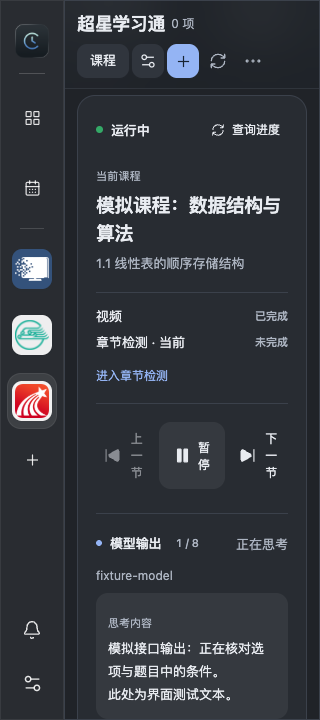 超星学习通 0 项
课程
运行中 查询进度
当前课程
模拟课程：数据结构与
算法
1.1 线性表的顺序存储结构
视频 已完成
章节检测 · 当前 未完成
进入章节检测
上一节 暂停 下一节
模型输出 1 / 8 正在思考
fixture-model
思考内容
模拟接口输出：正在核对选
项与题目中的条件。
此处为界面测试文本。